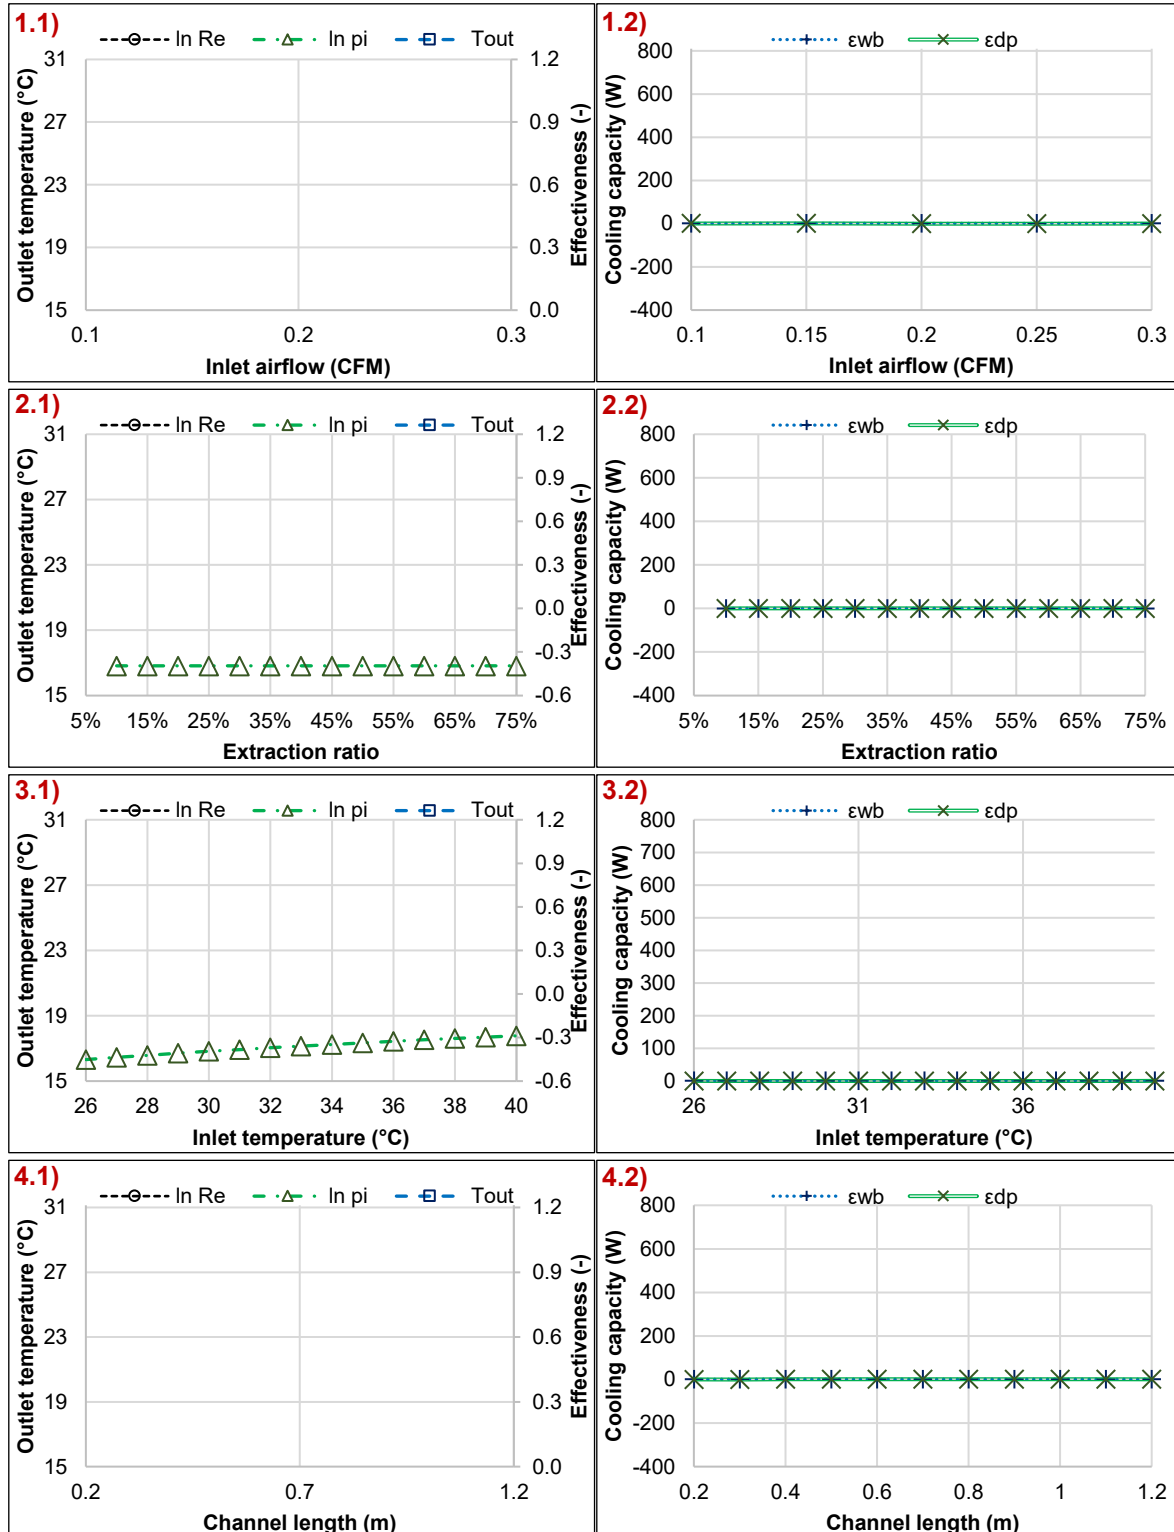 1.1)
ln Re ln pi Tout
Outlet temperature (°C)
31
27
23
19
15
1.2
0.9
0.6
0.3
0.0
Effectiveness (-)
0.1 0.2 0.3
Inlet airflow (CFM)
1.2)
εwb εdp
Cooling capacity (W)
800
600
400
200
0
-200
-400
0.1 0.15 0.2 0.25 0.3
Inlet airflow (CFM)
2.1)
ln Re ln pi Tout
Outlet temperature (°C)
31
27
23
19
15
1.2
0.9
0.6
0.3
0.0
-0.3
-0.6
Effectiveness (-)
5% 15% 25% 35% 45% 55% 65% 75%
Extraction ratio
2.2)
εwb εdp
Cooling capacity (W)
800
600
400
200
0
-200
-400
5% 15% 25% 35% 45% 55% 65% 75%
Extraction ratio
3.1)
ln Re ln pi Tout
Outlet temperature (°C)
31
27
23
19
15
1.2
0.9
0.6
0.3
0.0
-0.3
-0.6
Effectiveness (-)
26 28 30 32 34 36 38 40
Inlet temperature (°C)
3.2)
εwb εdp
Cooling capacity (W)
800
700
600
500
400
300
200
100
0
26 31 36
Inlet temperature (°C)
4.1)
ln Re ln pi Tout
Outlet temperature (°C)
31
27
23
19
15
1.2
0.9
0.6
0.3
0.0
Effectiveness (-)
0.2 0.7 1.2
Channel length (m)
4.2)
εwb εdp
Cooling capacity (W)
800
600
400
200
0
-200
-400
0.2 0.4 0.6 0.8 1 1.2
Channel length (m)